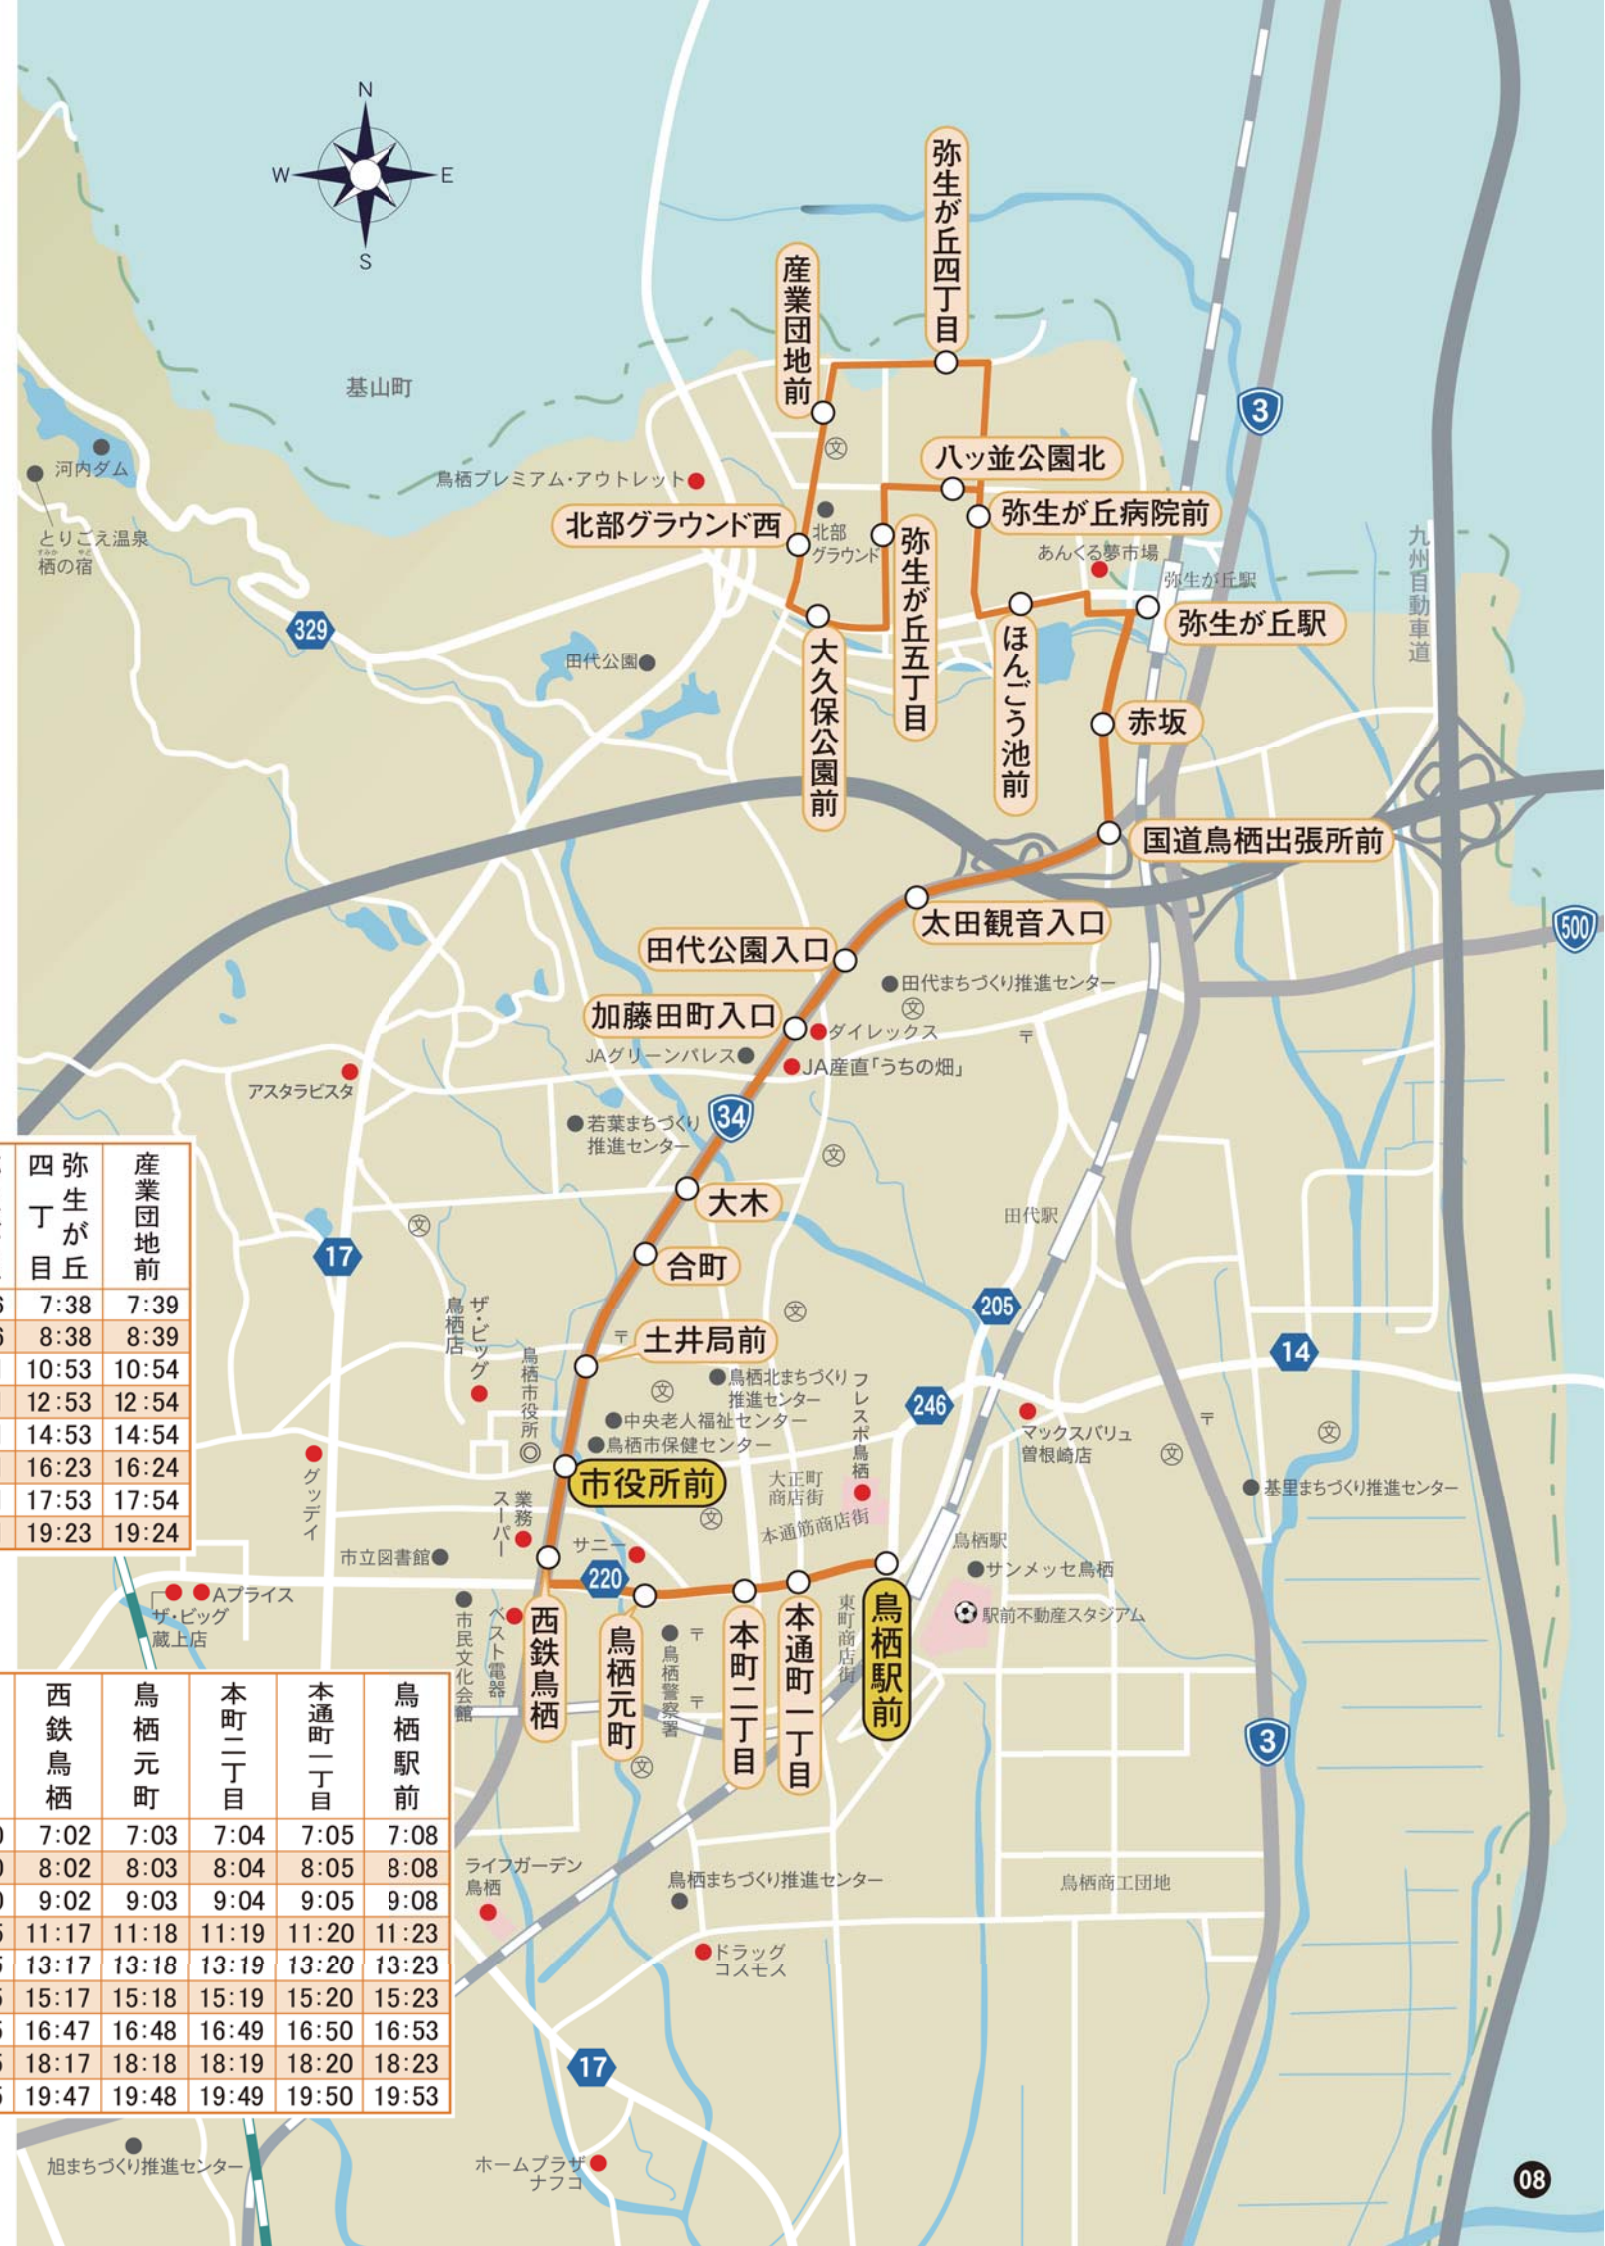 N
W
E
S
弥生が丘四丁目
産業団地前
基山町
3
河内ダム
とりごえ温泉
栖の宿
鳥栖プレミアム・アウトレット
八ッ並公園北
北部グラウンド西
北部
グラウンド
弥生が丘病院前
弥生が丘五丁目
あんくる夢市場
弥生が丘駅
弥生が丘駅
九州自動車道
329
田代公園
大久保公園前
ほんごう池前
赤坂
国道鳥栖出張所前
太田観音入口
500
田代公園入口
田代まちづくり推進センター
文
加藤田町入口
ダイレックス
〒
JAグリーンパレス
JA産直「うちの畑」
アスタラビスタ
34
若葉まちづくり
推進センター
文
大木
文
田代駅
17
合町
205
ザ・ビッグ
鳥栖店
文
14
鳥栖市役所
〒
土井局前
鳥栖北まちづくり
推進センター
フレスポ鳥栖
文
中央老人福祉センター
246
鳥栖市保健センター
マックスバリュ
曽根崎店
〒
文
文
グッデイ
市役所前
大正町
商店街
基里まちづくり推進センター
業務
スーパー
文
本通筋商店街
サニー
鳥栖駅
市立図書館
220
サンメッセ鳥栖
Aプライス
ザ・ビッグ
蔵上店
市民文化会館
ベスト電器
西鉄鳥栖
鳥栖元町
〒
鳥栖警察署
〒
本町二丁目
本通町一丁目
東町商店街
鳥栖駅前
駅前不動産スタジアム
文
3
弥生が丘四丁目 産業団地前
7:38 7:39
8:38 8:39
10:53 10:54
12:53 12:54
14:53 14:54
16:23 16:24
17:53 17:54
19:23 19:24
西鉄鳥栖 鳥栖元町 本町二丁目 本通町一丁目 鳥栖駅前
7:02 7:03 7:04 7:05 7:08
8:02 8:03 8:04 8:05 8:08
9:02 9:03 9:04 9:05 9:08
11:17 11:18 11:19 11:20 11:23
13:17 13:18 13:19 13:20 13:23
15:17 15:18 15:19 15:20 15:23
16:47 16:48 16:49 16:50 16:53
18:17 18:18 18:19 18:20 18:23
19:47 19:48 19:49 19:50 19:53
ライフガーデン
鳥栖
鳥栖まちづくり推進センター
鳥栖商工団地
ドラッグ
コスモス
17
旭まちづくり推進センター
ホームプラザ
ナフコ
08